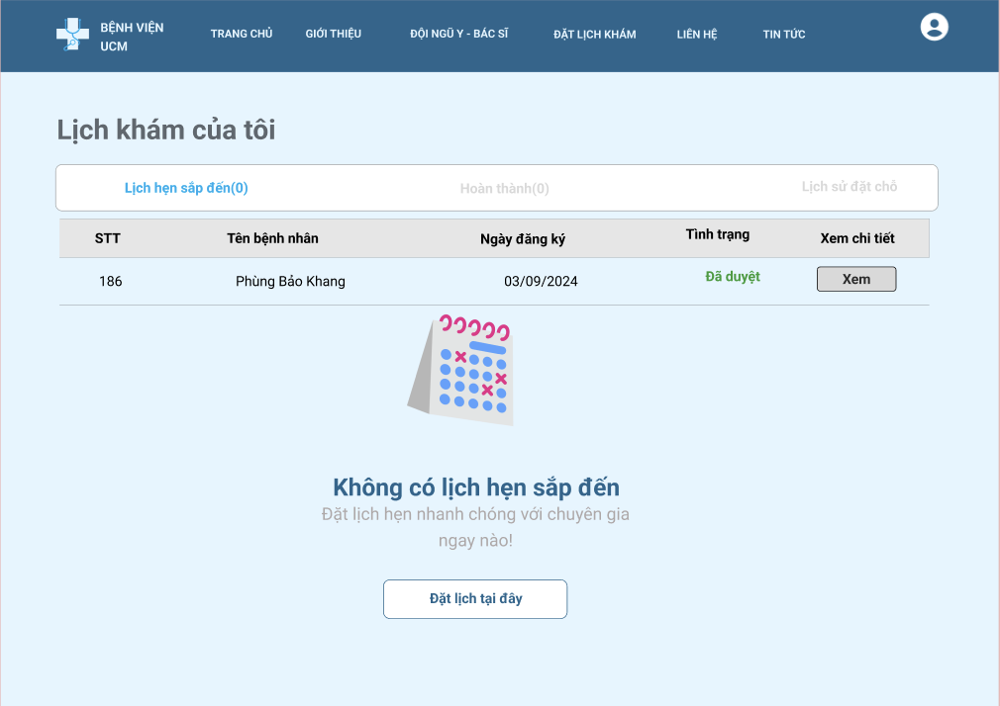 BỆNH VIỆN
UCM
TRANG CHỦ
GIỚI THIỆU
ĐỘI NGŨ Y - BÁC SĨ
ĐẶT LỊCH KHÁM
LIÊN HỆ
TIN TỨC
Lịch khám của tôi
Lịch hẹn sắp đến(0)
Hoàn thành(0)
Lịch sử đặt chỗ
STT
Tên bệnh nhân
Ngày đăng ký
Tình trạng
Xem chi tiết
186
Phùng Bảo Khang
03/09/2024
Đã duyệt
Xem
Không có lịch hẹn sắp đến
Đặt lịch hẹn nhanh chóng với chuyên gia
ngay nào!
Đặt lịch tại đây